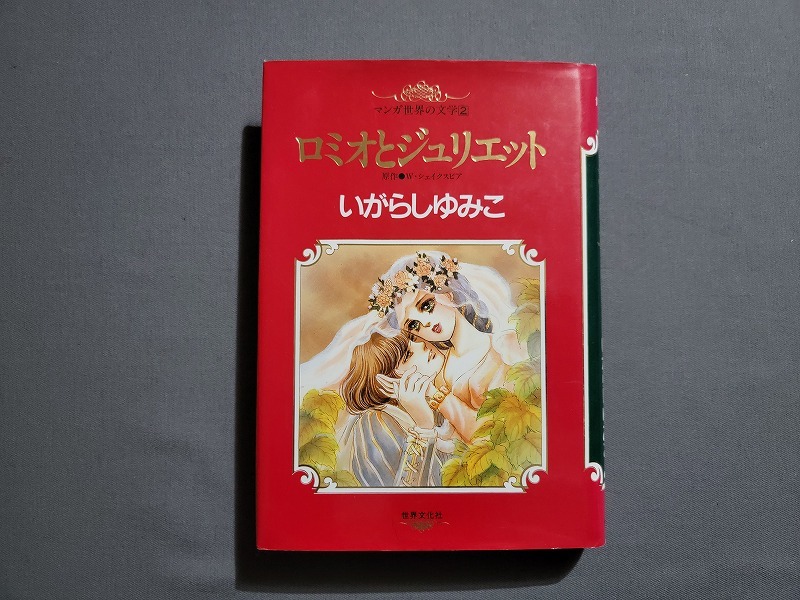 マンガ世界の文学2
ロミオとジュリエット
原作●W・シェイクスピア
いがらしゆみこ
世界文化社